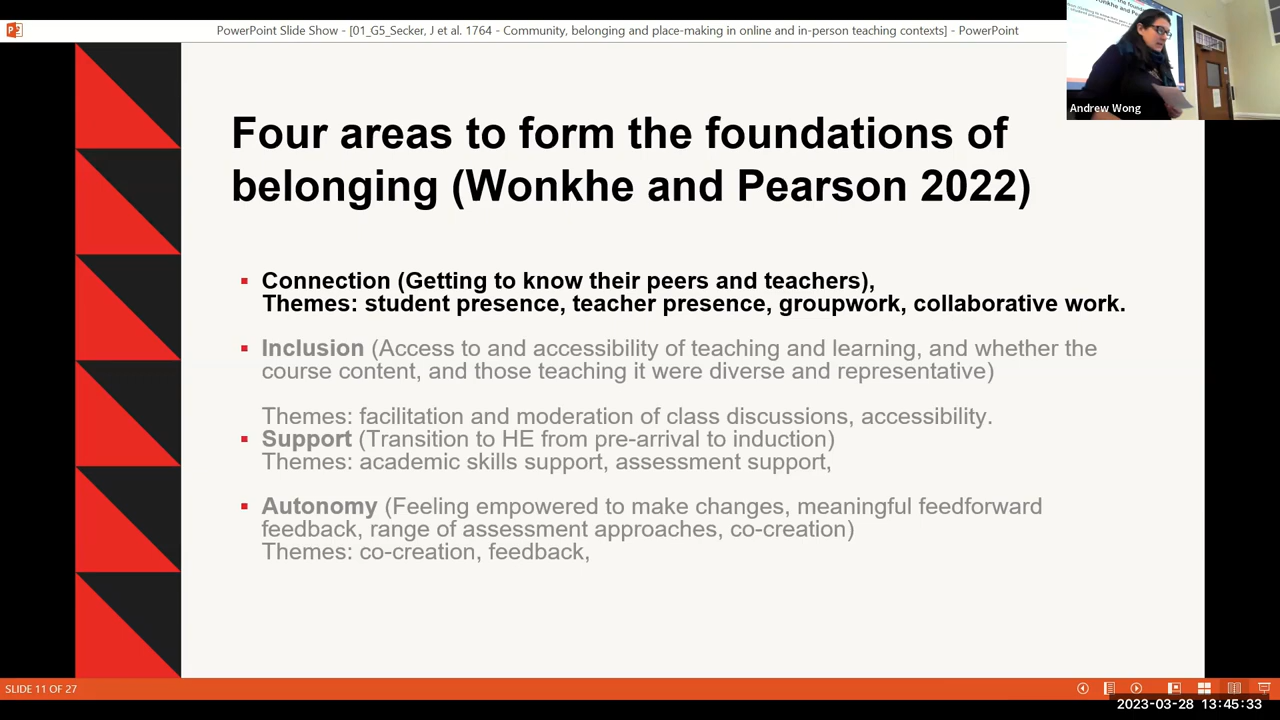 PowerPoint Slide Show - [01_G5_Secker, J et al. 1764 - Community, belonging and place-making in online and in-person teaching contexts] - PowerPoint
Andrew Wong
Four areas to form the foundations of
belonging (Wonkhe and Pearson 2022)
Connection (Getting to know their peers and teachers),
Themes: student presence, teacher presence, groupwork, collaborative work.
Inclusion (Access to and accessibility of teaching and learning, and whether the
course content, and those teaching it were diverse and representative)
Themes: facilitation and moderation of class discussions, accessibility.
Support (Transition to HE from pre-arrival to induction)
Themes: academic skills support, assessment support,
Autonomy (Feeling empowered to make changes, meaningful feedforward
feedback, range of assessment approaches, co-creation)
Themes: co-creation, feedback,
SLIDE 11 OF 27
2023-03-28 13:45:33